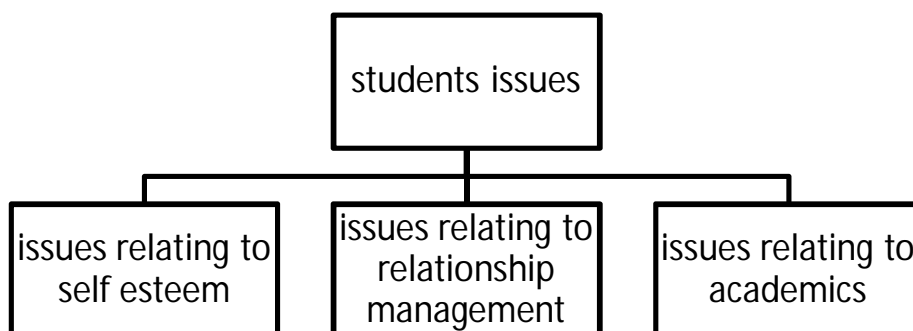 students issues
issues relating to
self esteem
issues relating to
relationship
management
issues relating to
academics